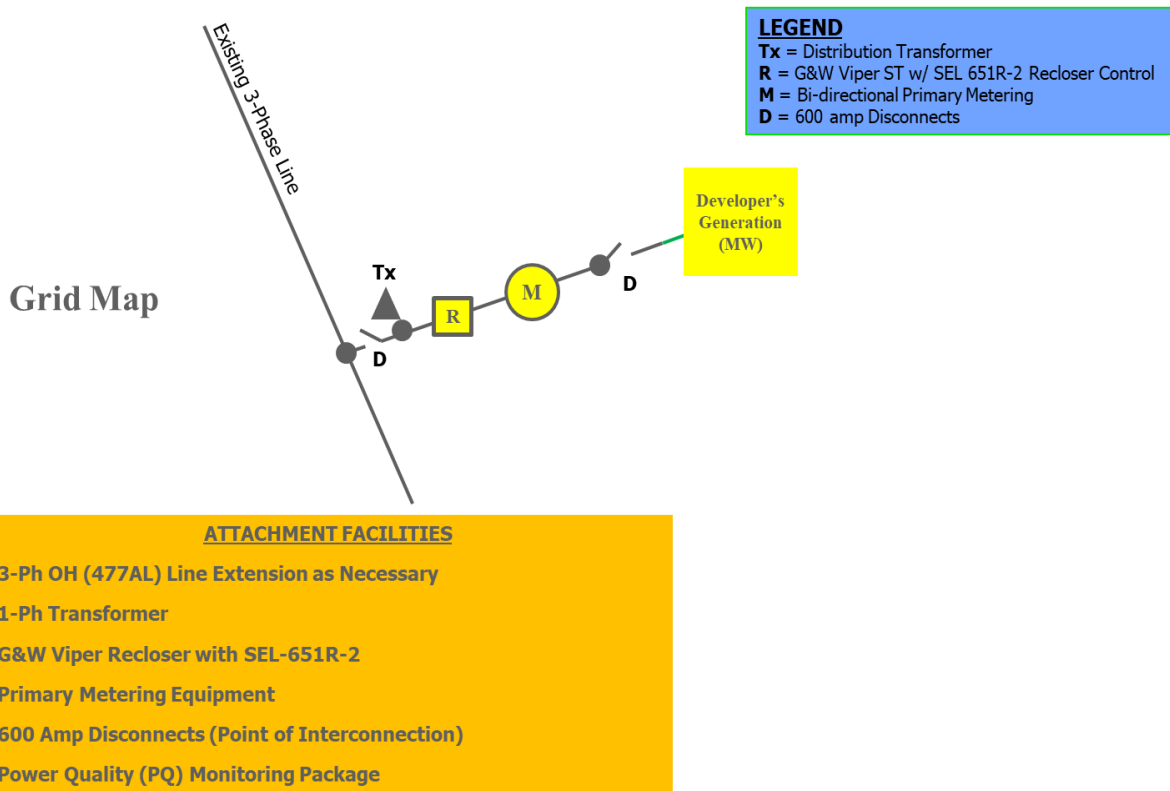 LEGEND
Tx = Distribution Transformer
R = G&W Viper ST w/ SEL 651R-2 Recloser Control
M = Bi-directional Primary Metering
D = 600 amp Disconnects
Existing 3-Phase Line
Developer's
Generation
(MW)
Tx
D
M
R
D
Grid Map
ATTACHMENT FACILITIES
3-Ph OH (477AL) Line Extension as Necessary
1-Ph Transformer
G&W Viper Recloser with SEL-651R-2
Primary Metering Equipment
600 Amp Disconnects (Point of Interconnection)
Power Quality (PQ) Monitoring Package